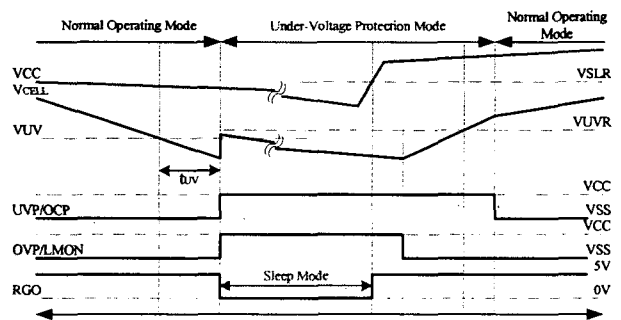 Normal Operating Mode
Under-Voltage Protection Mode
Normal Operating
Mode
VCC
VCELL
VSLR
VUV
VUVR
tUV
VCC
UVP/OCP
VSS
VCC
OVP/LMON
VSS
5V
Sleep Mode
RGO
0V